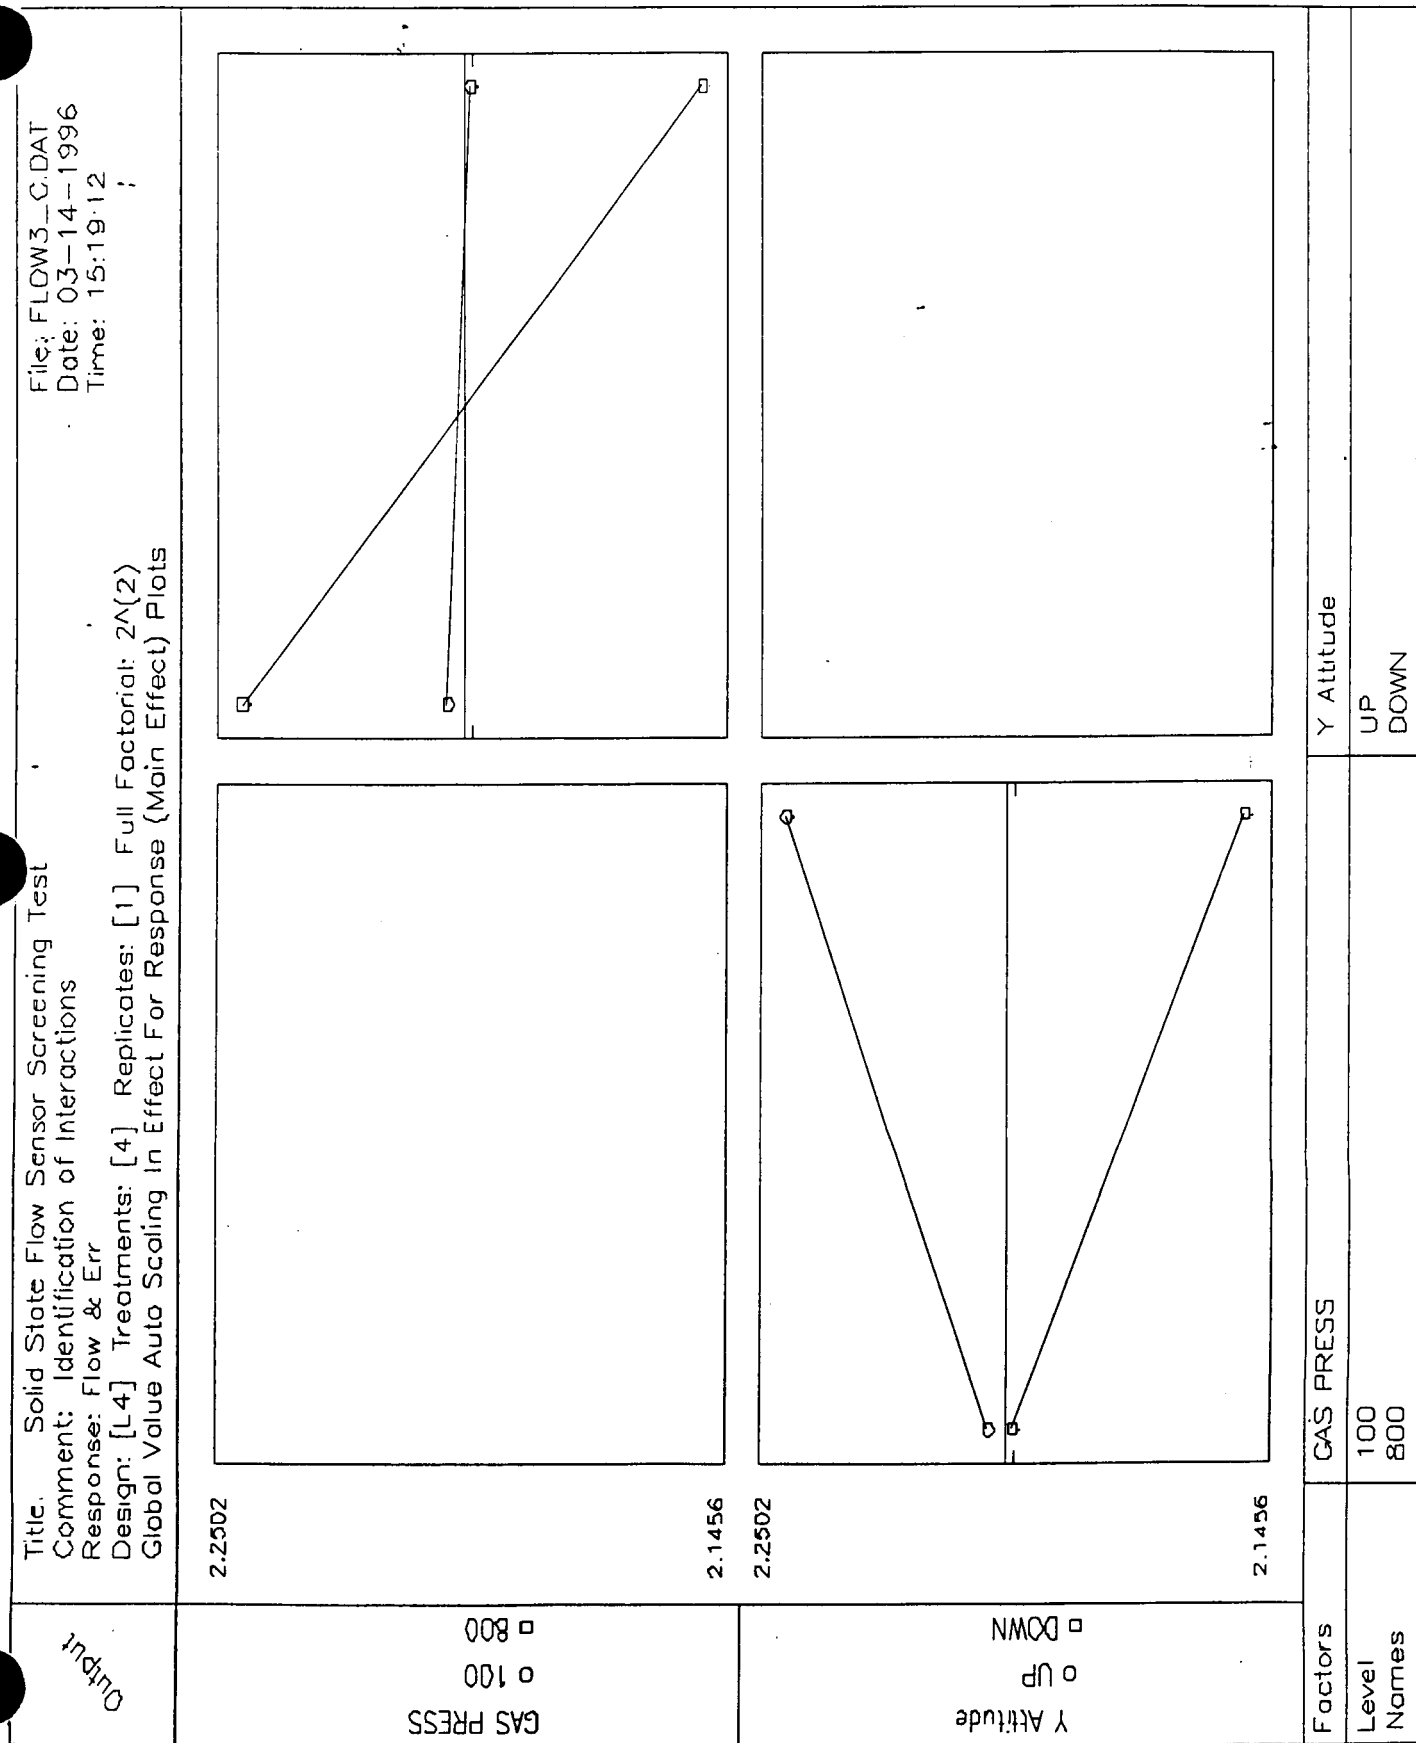 Output
Title. Solid State Flow Sensor Screening Test
File: FLOW3_C.DAT
Comment: Identification of Interactions
Date: 03-14-1996
Response: Flow & Err
Time: 15:19:12
Design: [L4] Treatments: [4] Replicates: [1] Full Factorial: 2^(2)
Global Value Auto Scaling In Effect For Response (Main Effect) Plots
GAS PRESS
o 100 □ 800
2.2502
2.1456
Y Attitude
o UP □ DOWN
2.2502
2.1456
Factors
GAS PRESS
Y Attitude
Level
Names
100
800
UP
DOWN